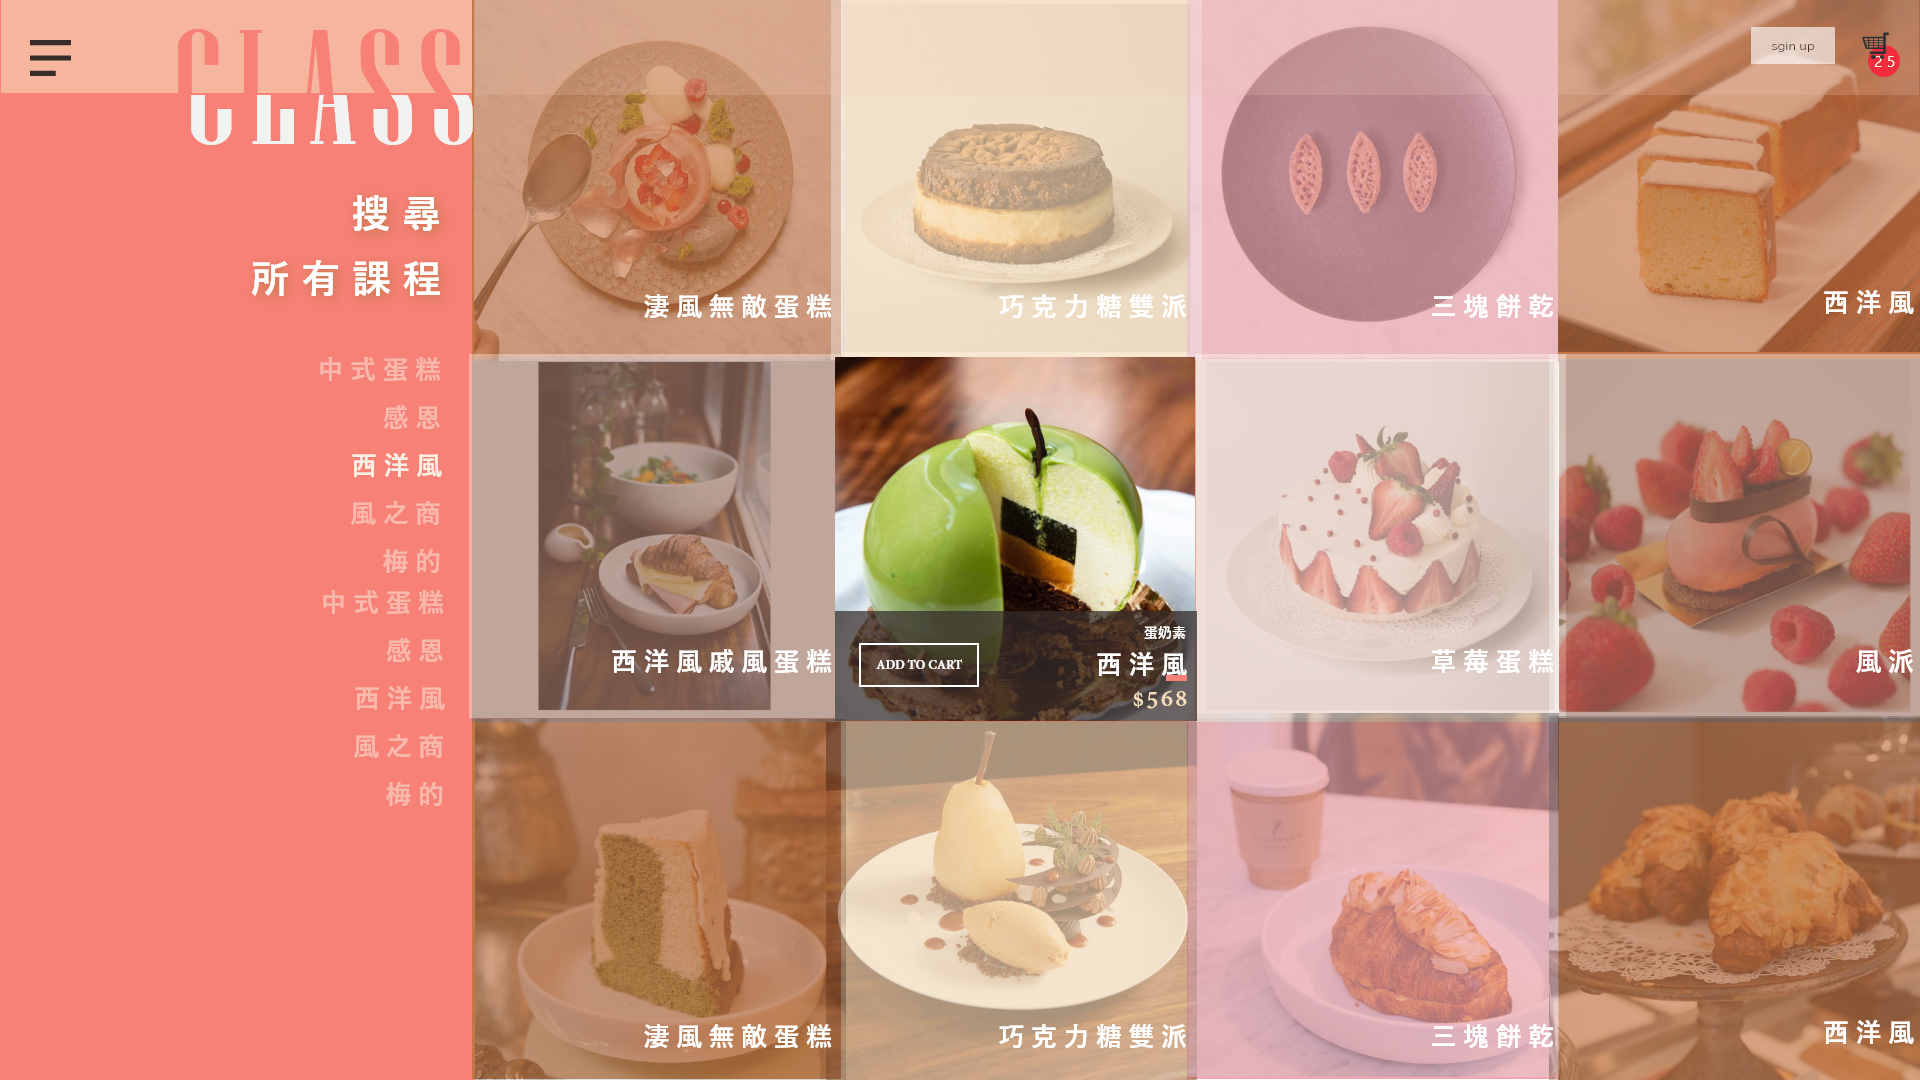 CLASS
sgin up
25
搜尋
所有課程
中式蛋糕
感恩
西洋風
風之商
梅的
中式蛋糕
感恩
西洋風
風之商
梅的
淒風無敵蛋糕
巧克力糖雙派
三塊餅乾
西洋風
西洋風戚風蛋糕
蛋奶素
ADD TO CART
西洋風
$568
草莓蛋糕
風派
淒風無敵蛋糕
巧克力糖雙派
三塊餅乾
西洋風